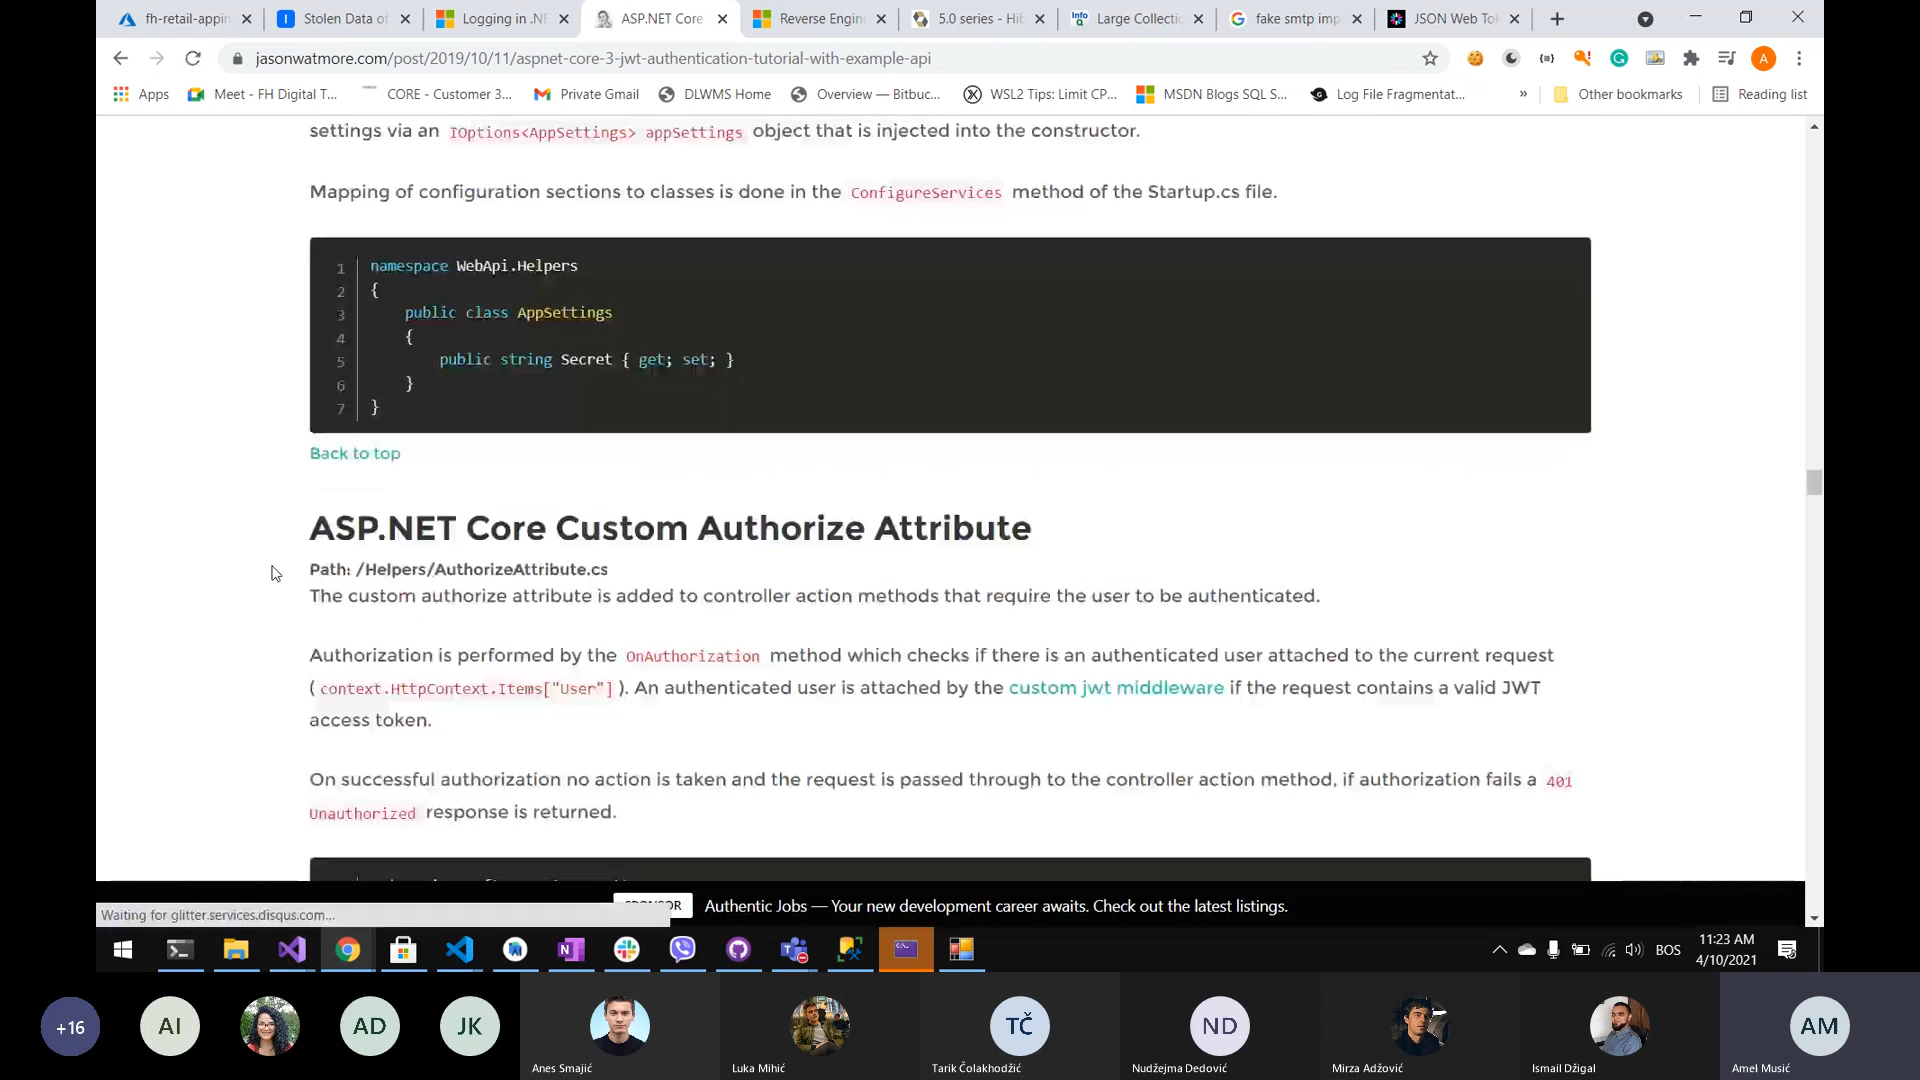 fh-retail-appin
Stolen Data of
Logging in .NE
ASP.NET Core
Reverse Engin
5.0 series - Hib
Large Collectio
fake smtp imp
JSON Web Tok
jasonwatmore.com/post/2019/10/11/aspnet-core-3-jwt-authentication-tutorial-with-example-api
Apps
Meet - FH Digital T...
CORE - Customer 3...
Private Gmail
DLWMS Home
Overview — Bitbuc...
WSL2 Tips: Limit CP...
MSDN Blogs SQL S...
Log File Fragmentat...
»
Other bookmarks
Reading list
settings via an IOptions<AppSettings> appSettings object that is injected into the constructor.
Mapping of configuration sections to classes is done in the ConfigureServices method of the Startup.cs file.
1 namespace WebApi.Helpers
2 {
3 public class AppSettings
4 {
5 public string Secret { get; set; }
6 }
7 }
Back to top
ASP.NET Core Custom Authorize Attribute
Path: /Helpers/AuthorizeAttribute.cs
The custom authorize attribute is added to controller action methods that require the user to be authenticated.
Authorization is performed by the OnAuthorization method which checks if there is an authenticated user attached to the current request
(context.HttpContext.Items["User"]). An authenticated user is attached by the custom jwt middleware if the request contains a valid JWT
access token.
On successful authorization no action is taken and the request is passed through to the controller action method, if authorization fails a 401
Unauthorized response is returned.
Waiting for glitter.services.disqus.com...
SPONSOR
Authentic Jobs — Your new development career awaits. Check out the latest listings.
BOS
11:23 AM
4/10/2021
+16
AI
AD
JK
Anes Smajić
Luka Mihić
TČ
Tarik Čolakhodžić
ND
Nudžejma Dedović
Mirza Adžović
Ismail Džigal
AM
Amel Musić